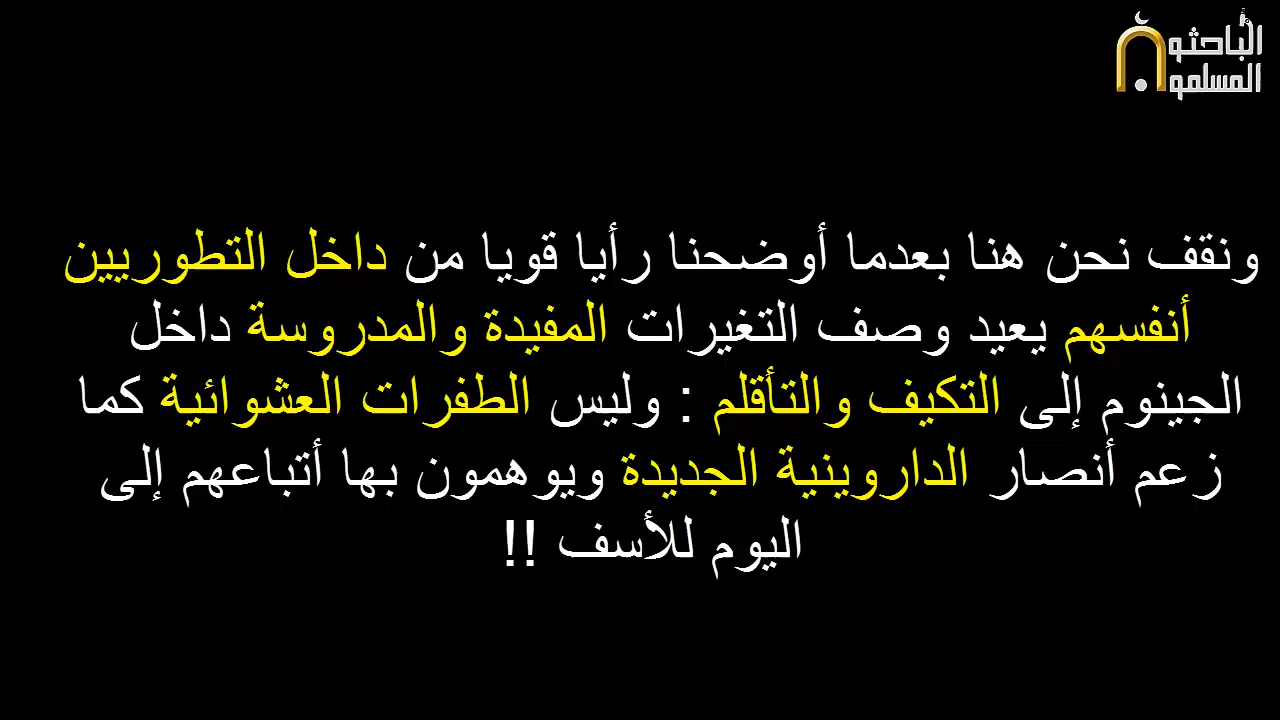 الباحثون
المسلمون
ونقف نحن هنا بعدما أوضحنا رأيا قويا من داخل التطوريين
أنفسهم يعيد وصف التغيرات المفيدة والمدروسة داخل
الجينوم إلى التكيف والتأقلم : وليس الطفرات العشوائية كما
زعم أنصار الداروينية الجديدة ويوهمون بها أتباعهم إلى
اليوم للأسف !!